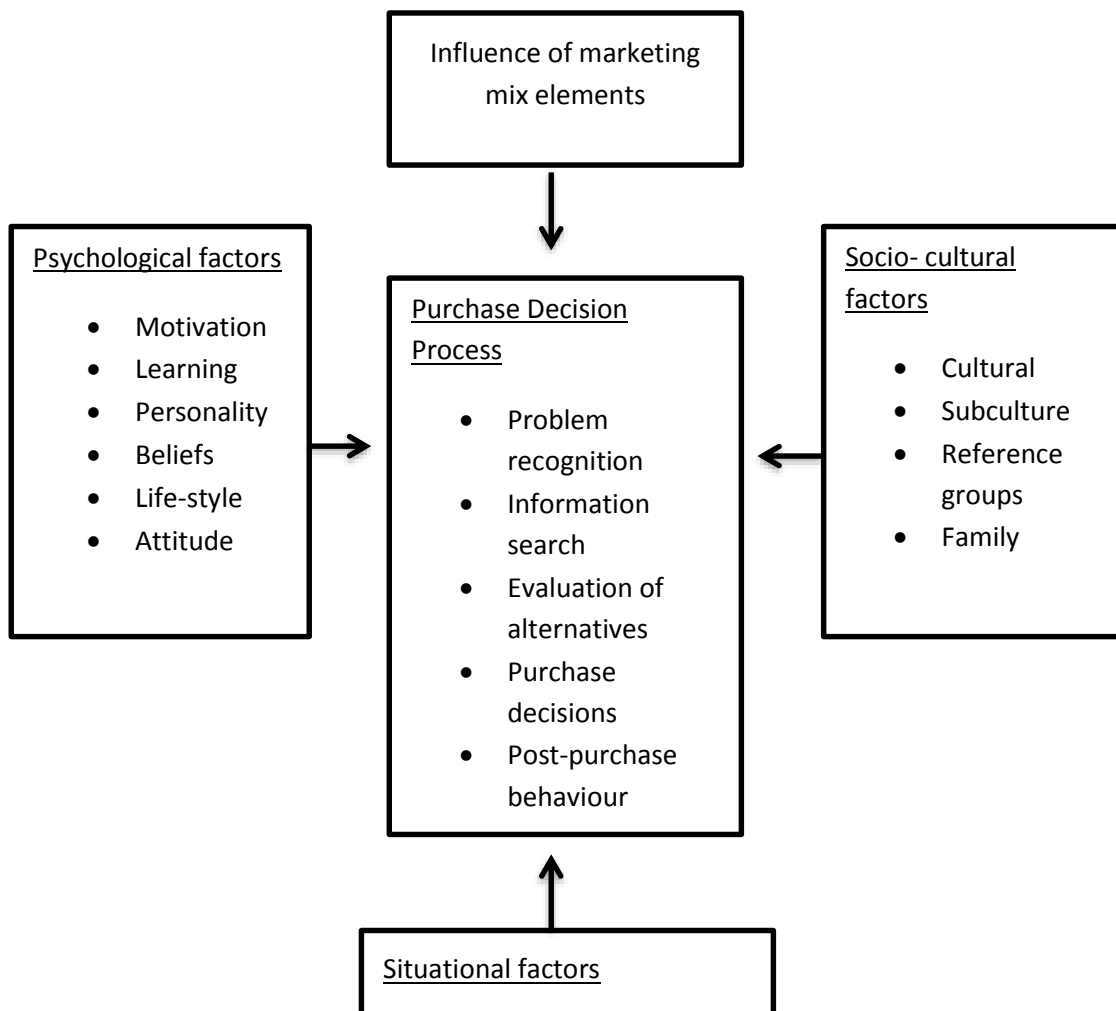 Influence of marketing
mix elements
Psychological factors
• Motivation
• Learning
• Personality
• Beliefs
• Life-style
• Attitude
Purchase Decision
Process
• Problem
recognition
• Information
search
• Evaluation of
alternatives
• Purchase
decisions
• Post-purchase
behaviour
Socio- cultural
factors
• Cultural
• Subculture
• Reference
groups
• Family
Situational factors